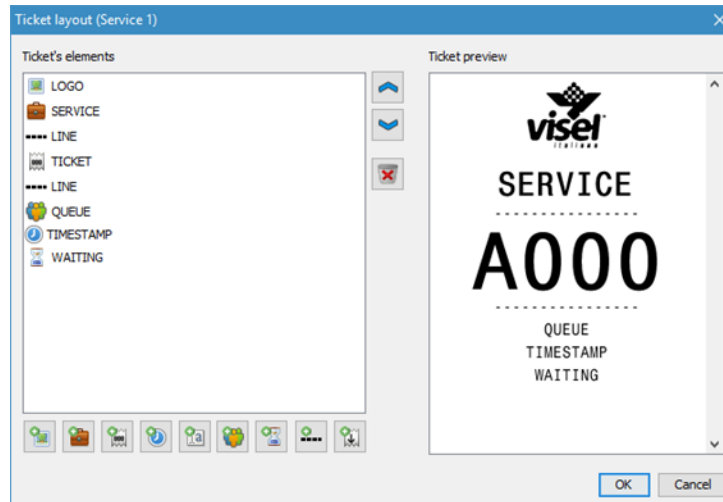 Ticket layout (Service 1)
Ticket's elements
LOGO
SERVICE
LINE
TICKET
LINE
QUEUE
TIMESTAMP
WAITING
Ticket preview
visel
italiana
SERVICE
----------------
A000
----------------
QUEUE
TIMESTAMP
WAITING
OK
Cancel